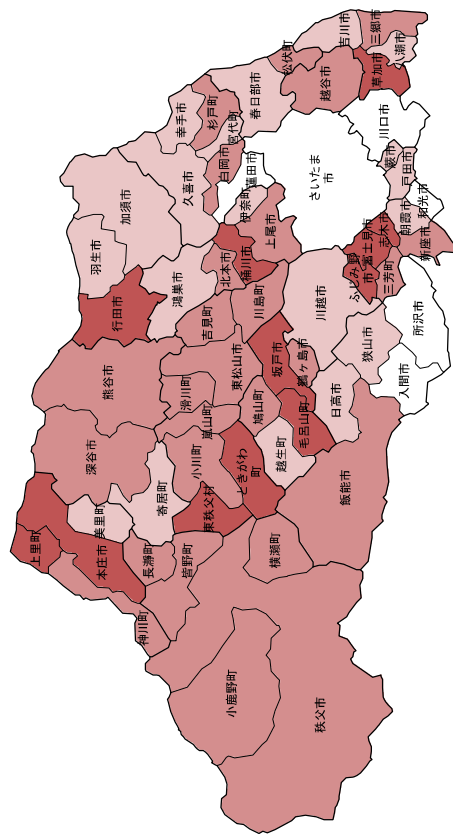 吉川市
三郷市
八潮市
松伏町
越谷市
草加市
春日部市
杉戸町
幸手市
宮代町
川口市
白岡市
蓮田市
さいたま
市
蕨市
戸田市
久喜市
加須市
伊奈町
上尾市
朝霞市
和光市
志木市
新座市
羽生市
鴻巣市
北本市
桶川市
富士見市
ふじみ野
市
三芳町
行田市
吉見町
川島町
川越市
所沢市
狭山市
入間市
熊谷市
滑川町
東松山市
坂戸市
鶴ヶ島市
日高市
嵐山町
鳩山町
毛呂山町
深谷市
小川町
ときがわ
町
越生町
飯能市
寄居町
美里町
東秩父村
上里町
本庄市
長瀞町
皆野町
横瀬町
神川町
小鹿野町
秩父市